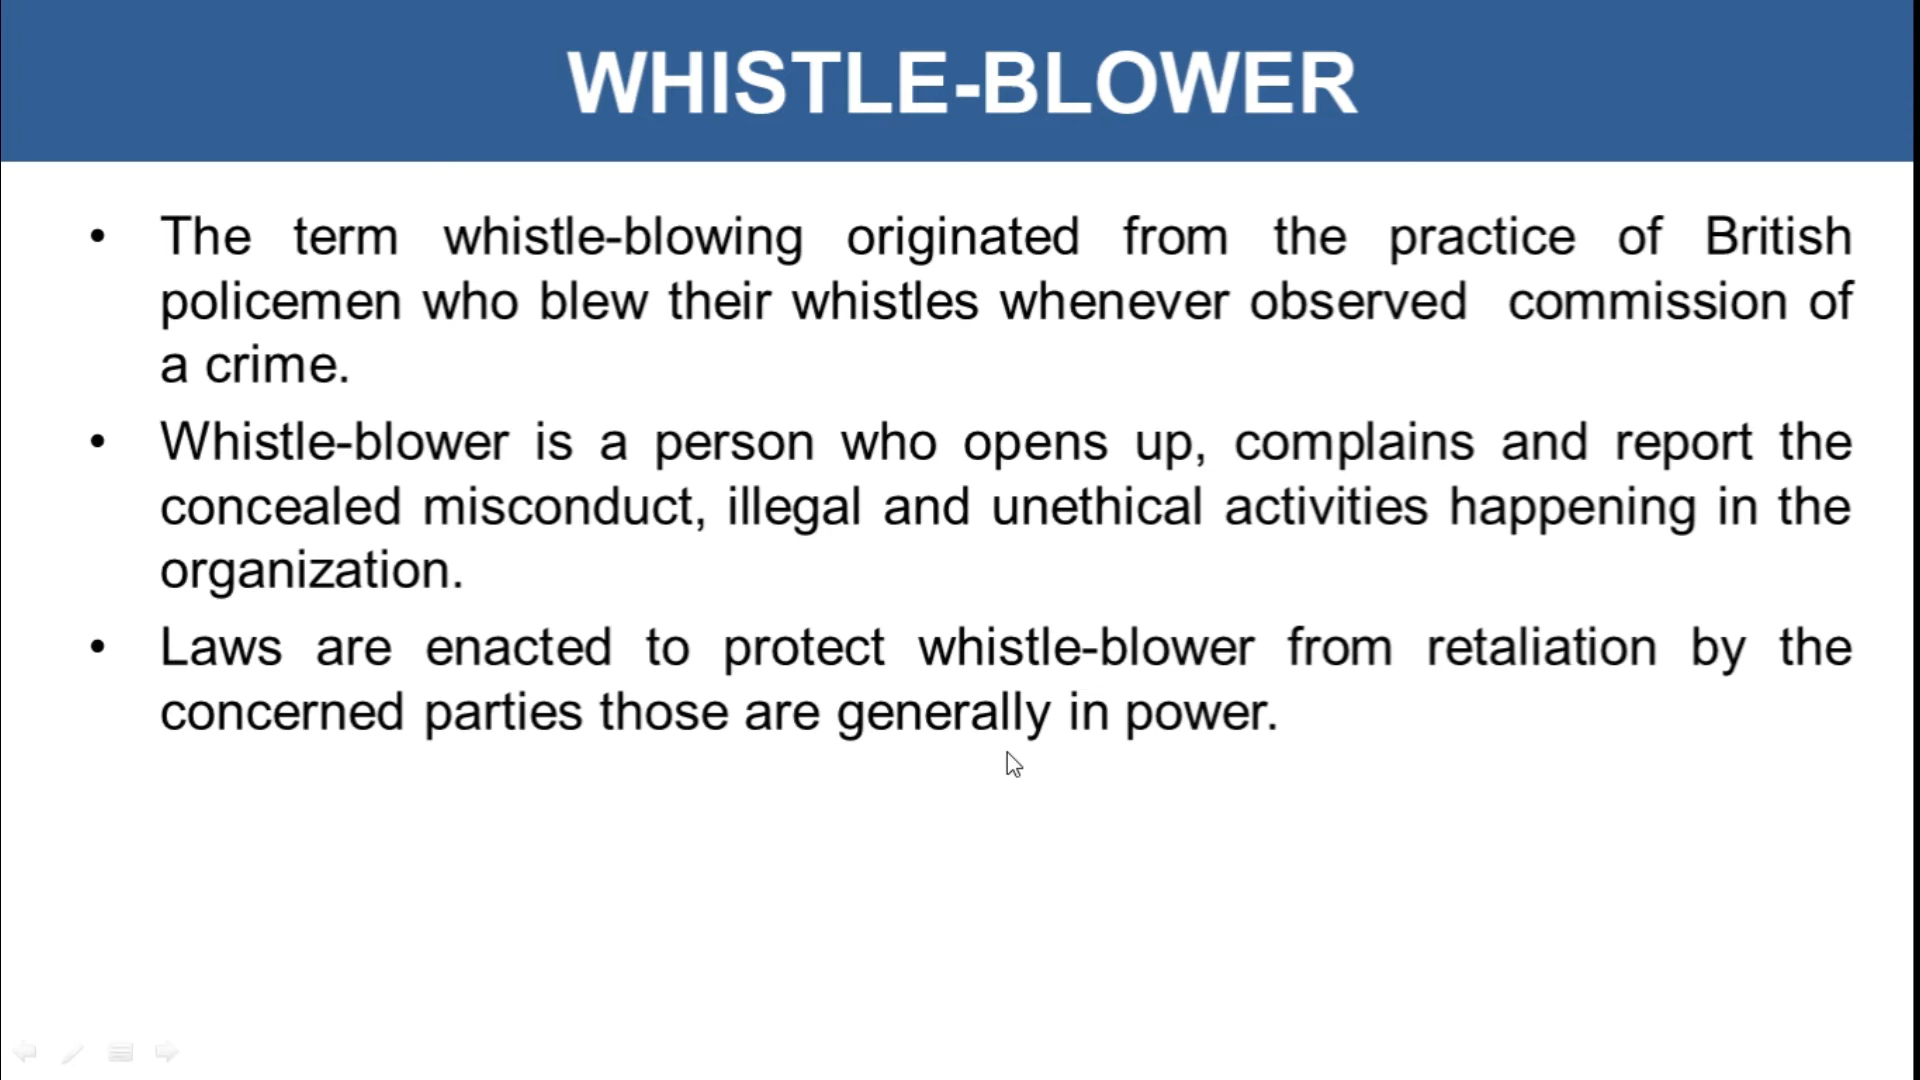 WHISTLE-BLOWER
• The term whistle-blowing originated from the practice of British
policemen who blew their whistles whenever observed commission of
a crime.
• Whistle-blower is a person who opens up, complains and report the
concealed misconduct, illegal and unethical activities happening in the
organization.
• Laws are enacted to protect whistle-blower from retaliation by the
concerned parties those are generally in power.